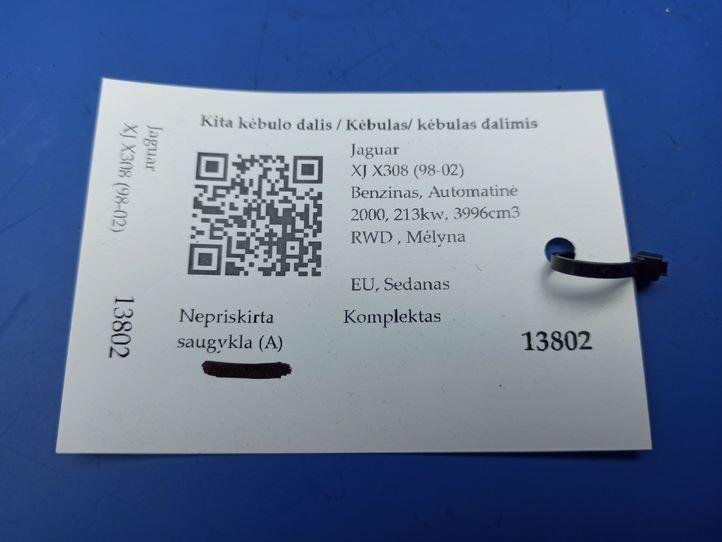 Kita kėbulo dalis / Kėbulas/ kėbulas dalimis
Jaguar
XJ X308 (98-02)
Benzinas, Automatinė
2000, 213kw, 3996cm3
RWD , Mėlyna
EU, Sedanas
Nepriskirta
saugykla (A)
Komplektas
13802
Jaguar
XJ X308 (98-02)
13802